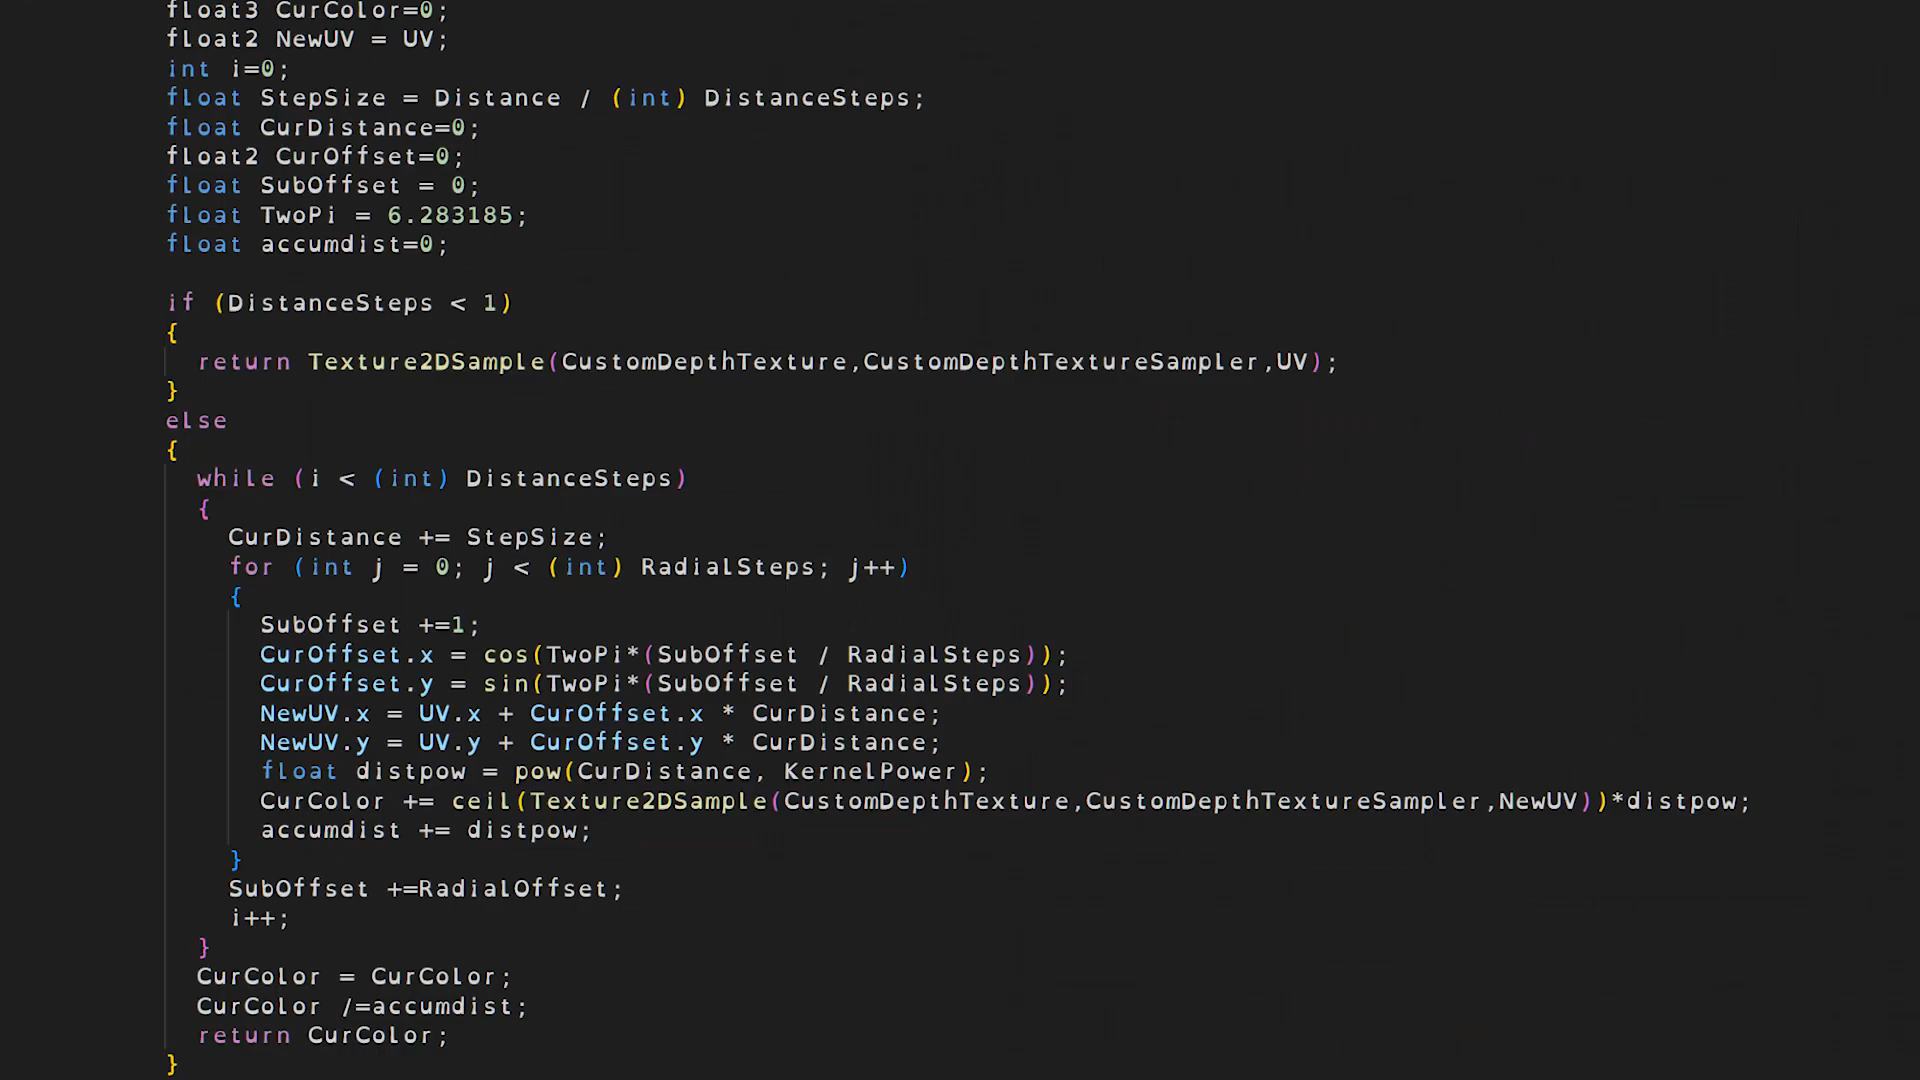 float3 CurColor=0;
float2 NewUV = UV;
int i=0;
float StepSize = Distance / (int) DistanceSteps;
float CurDistance=0;
float2 CurOffset=0;
float SubOffset = 0;
float TwoPi = 6.283185;
float accumdist=0;
if (DistanceSteps < 1)
{
return Texture2DSample(CustomDepthTexture,CustomDepthTextureSampler,UV);
}
else
{
while (i < (int) DistanceSteps)
{
CurDistance += StepSize;
for (int j = 0; j < (int) RadialSteps; j++)
{
SubOffset +=1;
CurOffset.x = cos(TwoPi*(SubOffset / RadialSteps));
CurOffset.y = sin(TwoPi*(SubOffset / RadialSteps));
NewUV.x = UV.x + CurOffset.x * CurDistance;
NewUV.y = UV.y + CurOffset.y * CurDistance;
float distpow = pow(CurDistance, KernelPower);
CurColor += ceil(Texture2DSample(CustomDepthTexture,CustomDepthTextureSampler,NewUV))*distpow;
accumdist += distpow;
}
SubOffset +=RadialOffset;
i++;
}
CurColor = CurColor;
CurColor /=accumdist;
return CurColor;
}